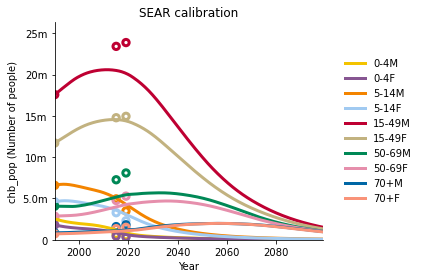 SEAR calibration
chb_pop (Number of people)
25m
20m
15m
10m
5.0m
0
2000
2020
2040
2060
2080
Year
0-4M
0-4F
5-14M
5-14F
15-49M
15-49F
50-69M
50-69F
70+M
70+F